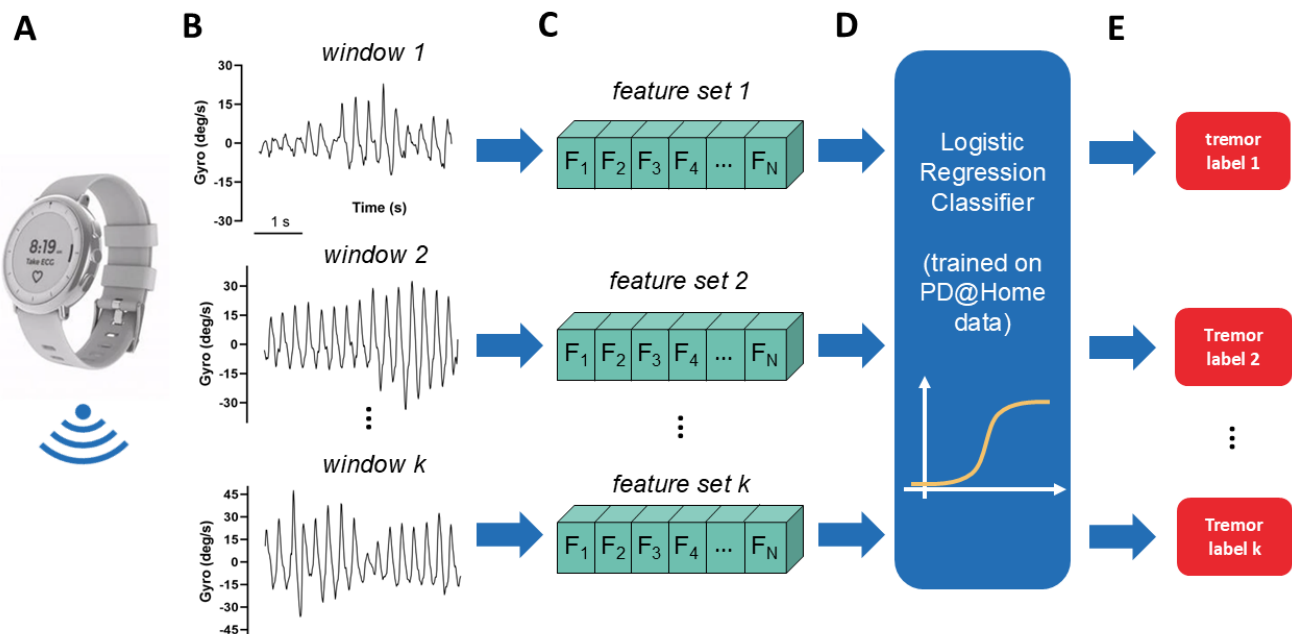 A
B
C
D
E
8:19
Take ECG
window 1
Gyro (deg/s)
30
15
0
-15
-30
Time (s)
1 s
window 2
Gyro (deg/s)
30
15
0
-15
-30
window k
Gyro (deg/s)
45
30
15
0
-15
-30
-45
feature set 1
F1 F2 F3 F4 ... FN
feature set 2
F1 F2 F3 F4 ... FN
feature set k
F1 F2 F3 F4 ... FN
Logistic
Regression
Classifier
(trained on
PD@Home
data)
tremor
label 1
Tremor
label 2
Tremor
label k